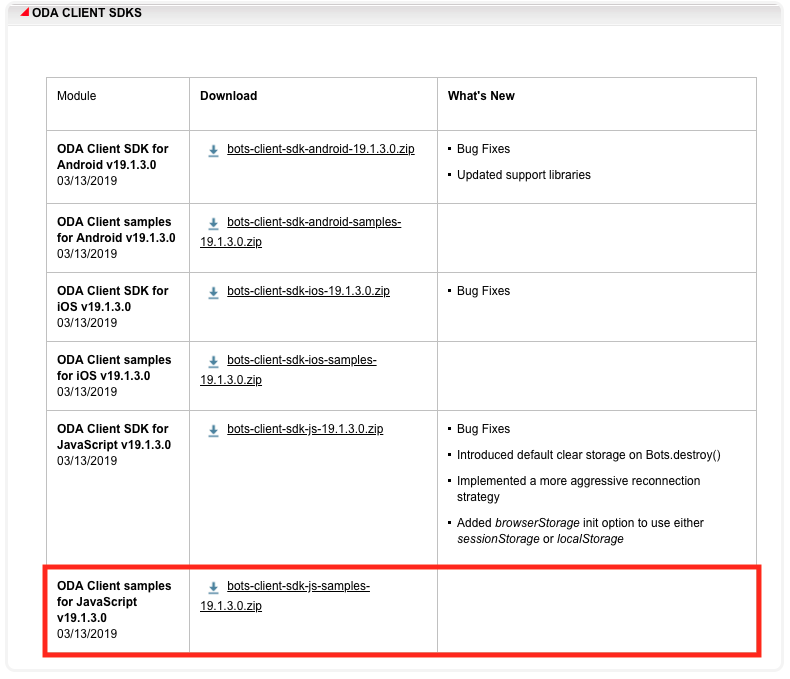 ODA CLIENT SDKS
Module
Download
What's New
ODA Client SDK for
Android v19.1.3.0
03/13/2019
bots-client-sdk-android-19.1.3.0.zip
▪ Bug Fixes
▪ Updated support libraries
ODA Client samples
for Android v19.1.3.0
03/13/2019
bots-client-sdk-android-samples-
19.1.3.0.zip
ODA Client SDK for
iOS v19.1.3.0
03/13/2019
bots-client-sdk-ios-19.1.3.0.zip
▪ Bug Fixes
ODA Client samples
for iOS v19.1.3.0
03/13/2019
bots-client-sdk-ios-samples-
19.1.3.0.zip
ODA Client SDK for
JavaScript v19.1.3.0
03/13/2019
bots-client-sdk-js-19.1.3.0.zip
▪ Bug Fixes
▪ Introduced default clear storage on Bots.destroy()
▪ Implemented a more aggressive reconnection
strategy
▪ Added browserStorage init option to use either
sessionStorage or localStorage
ODA Client samples
for JavaScript
v19.1.3.0
03/13/2019
bots-client-sdk-js-samples-
19.1.3.0.zip